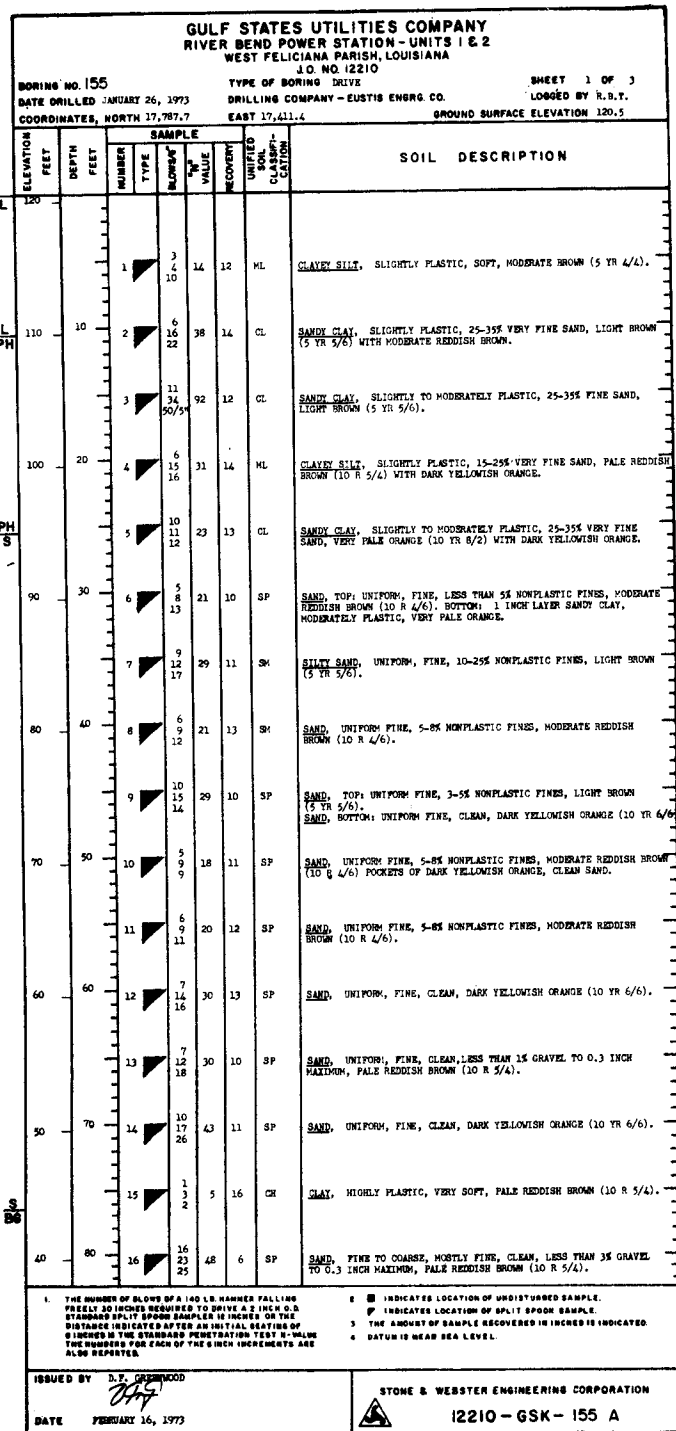 GULF STATES UTILITIES COMPANY
RIVER BEND POWER STATION - UNITS 1 & 2
WEST FELICIANA PARISH, LOUISIANA
J.O. NO. 12210
BORING NO. 155 TYPE OF BORING DRIVE SHEET 1 OF 3
DATE DRILLED JANUARY 26, 1973 DRILLING COMPANY - EUSTIS ENGRG. CO. LOGGED BY R.B.T.
COORDINATES, NORTH 17,787.7 EAST 17,411.4 GROUND SURFACE ELEVATION 120.5
ELEVATION FEET DEPTH FEET SAMPLE NUMBER TYPE BLOWS/6" "N" VALUE RECOVERY UNIFIED SOIL CLASSIFI-CATION SOIL DESCRIPTION
120
L
1 3 4 10 14 12 ML CLAYEY SILT, SLIGHTLY PLASTIC, SOFT, MODERATE BROWN (5 YR 4/4).
L
PH
110 10 2 6 16 22 38 14 CL SANDY CLAY, SLIGHTLY PLASTIC, 25-35% VERY FINE SAND, LIGHT BROWN
(5 YR 5/6) WITH MODERATE REDDISH BROWN.
3 11 34 50/5" 92 12 CL SANDY CLAY, SLIGHTLY TO MODERATELY PLASTIC, 25-35% FINE SAND,
LIGHT BROWN (5 YR 5/6).
100 20 4 6 15 16 31 14 ML CLAYEY SILT, SLIGHTLY PLASTIC, 15-25% VERY FINE SAND, PALE REDDISH
BROWN (10 R 5/4) WITH DARK YELLOWISH ORANGE.
PH
S
5 10 11 12 23 13 CL SANDY CLAY, SLIGHTLY TO MODERATELY PLASTIC, 25-35% VERY FINE
SAND, VERY PALE ORANGE (10 YR 8/2) WITH DARK YELLOWISH ORANGE.
90 30 6 5 8 13 21 10 SP SAND, TOP: UNIFORM, FINE, LESS THAN 5% NONPLASTIC FINES, MODERATE
REDDISH BROWN (10 R 4/6). BOTTOM: 1 INCH LAYER SANDY CLAY,
MODERATELY PLASTIC, VERY PALE ORANGE.
7 9 12 17 29 11 SM SILTY SAND, UNIFORM, FINE, 10-25% NONPLASTIC FINES, LIGHT BROWN
(5 YR 5/6).
80 40 8 6 9 12 21 13 SM SAND, UNIFORM FINE, 5-8% NONPLASTIC FINES, MODERATE REDDISH
BROWN (10 R 4/6).
9 10 15 14 29 10 SP SAND, TOP: UNIFORM FINE, 3-5% NONPLASTIC FINES, LIGHT BROWN
(5 YR 5/6).
SAND, BOTTOM: UNIFORM FINE, CLEAN, DARK YELLOWISH ORANGE (10 YR 6/6
70 50 10 5 9 9 18 11 SP SAND, UNIFORM FINE, 5-8% NONPLASTIC FINES, MODERATE REDDISH BROWN
(10 R 4/6) POCKETS OF DARK YELLOWISH ORANGE, CLEAN SAND.
11 6 9 11 20 12 SP SAND, UNIFORM FINE, 5-8% NONPLASTIC FINES, MODERATE REDDISH
BROWN (10 R 4/6).
60 60 12 7 14 16 30 13 SP SAND, UNIFORM, FINE, CLEAN, DARK YELLOWISH ORANGE (10 YR 6/6).
13 7 12 18 30 10 SP SAND, UNIFORM, FINE, CLEAN, LESS THAN 1% GRAVEL TO 0.3 INCH
MAXIMUM, PALE REDDISH BROWN (10 R 5/4).
50 70 14 10 17 26 43 11 SP SAND, UNIFORM, FINE, CLEAN, DARK YELLOWISH ORANGE (10 YR 6/6).
15 1 3 2 5 16 CH CLAY, HIGHLY PLASTIC, VERY SOFT, PALE REDDISH BROWN (10 R 5/4).
S
BG
40 80 16 16 23 25 48 6 SP SAND, FINE TO COARSE, MOSTLY FINE, CLEAN, LESS THAN 3% GRAVEL
TO 0.3 INCH MAXIMUM, PALE REDDISH BROWN (10 R 5/4).
1. THE NUMBER OF BLOWS OF A 140 LB. HAMMER FALLING
FREELY 30 INCHES REQUIRED TO DRIVE A 2 INCH O.D.
STANDARD SPLIT SPOON SAMPLER 12 INCHES OR THE
DISTANCE INDICATED AFTER AN INITIAL SEATING OF
6 INCHES IS THE STANDARD PENETRATION TEST N-VALUE
THE NUMBERS FOR EACH OF THE 6 INCH INCREMENTS ARE
ALSO REPORTED.
2 INDICATES LOCATION OF UNDISTURBED SAMPLE.
INDICATES LOCATION OF SPLIT SPOON SAMPLE.
3 THE AMOUNT OF SAMPLE RECOVERED IN INCHES IS INDICATED.
4 DATUM IS MEAN SEA LEVEL.
ISSUED BY D.F. GREENWOOD
DATE FEBRUARY 16, 1973
STONE & WEBSTER ENGINEERING CORPORATION
12210-GSK-155 A